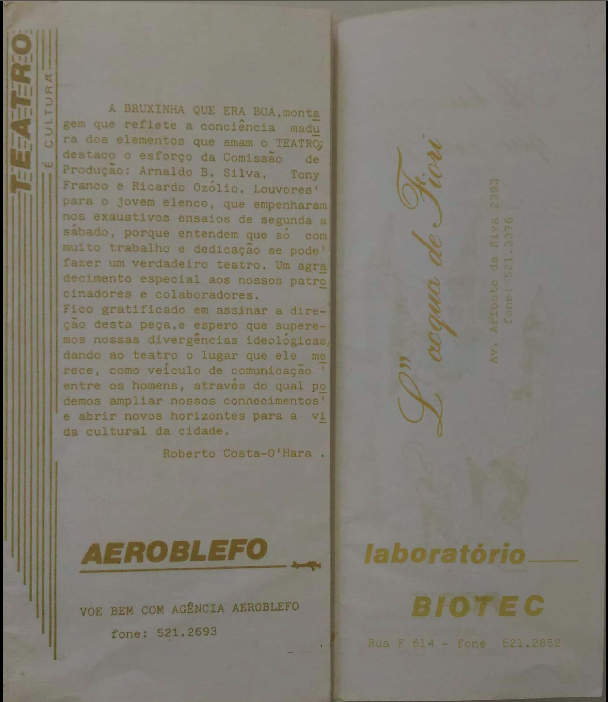 TEATRO
É CULTURA
A BRUXINHA QUE ERA BOA,monta
gem que reflete a conciência madu
ra dos elementos que amam o TEATRO;
destaco o esforço da Comissão de
Produção: Arnaldo B. Silva, Tony
Franco e Ricardo Ozólio. Louvores'
para o jovem elenco, que empenharam
nos exaustivos ensaios de segunda a
sábado, porque entendem que só com
muito trabalho e dedicação se pode'
fazer um verdadeiro teatro. Um agra
decimento especial aos nossos patro
cinadores e colaboradores.
Fico gratificado em assinar a dire-
ção desta peça,e espero que supere-
mos nossas divergências ideológicas
dando ao teatro o lugar que ele me
rece, como veículo de comunicação '
entre os homens, através do qual po
demos ampliar nossos connecimentos'
e abrir novos horizontes para a vi
da cultural da cidade.
Roberto Costa-O'Hara .
AEROBLEFO
VOE BEM COM AGÊNCIA AEROBLEFO
fone: 521.2693
L" acqua de Fiori
Av. Ariosto da Riva
fone: 521.3376
laboratório
BIOTEC
Rua F 614 - fone 521.2852